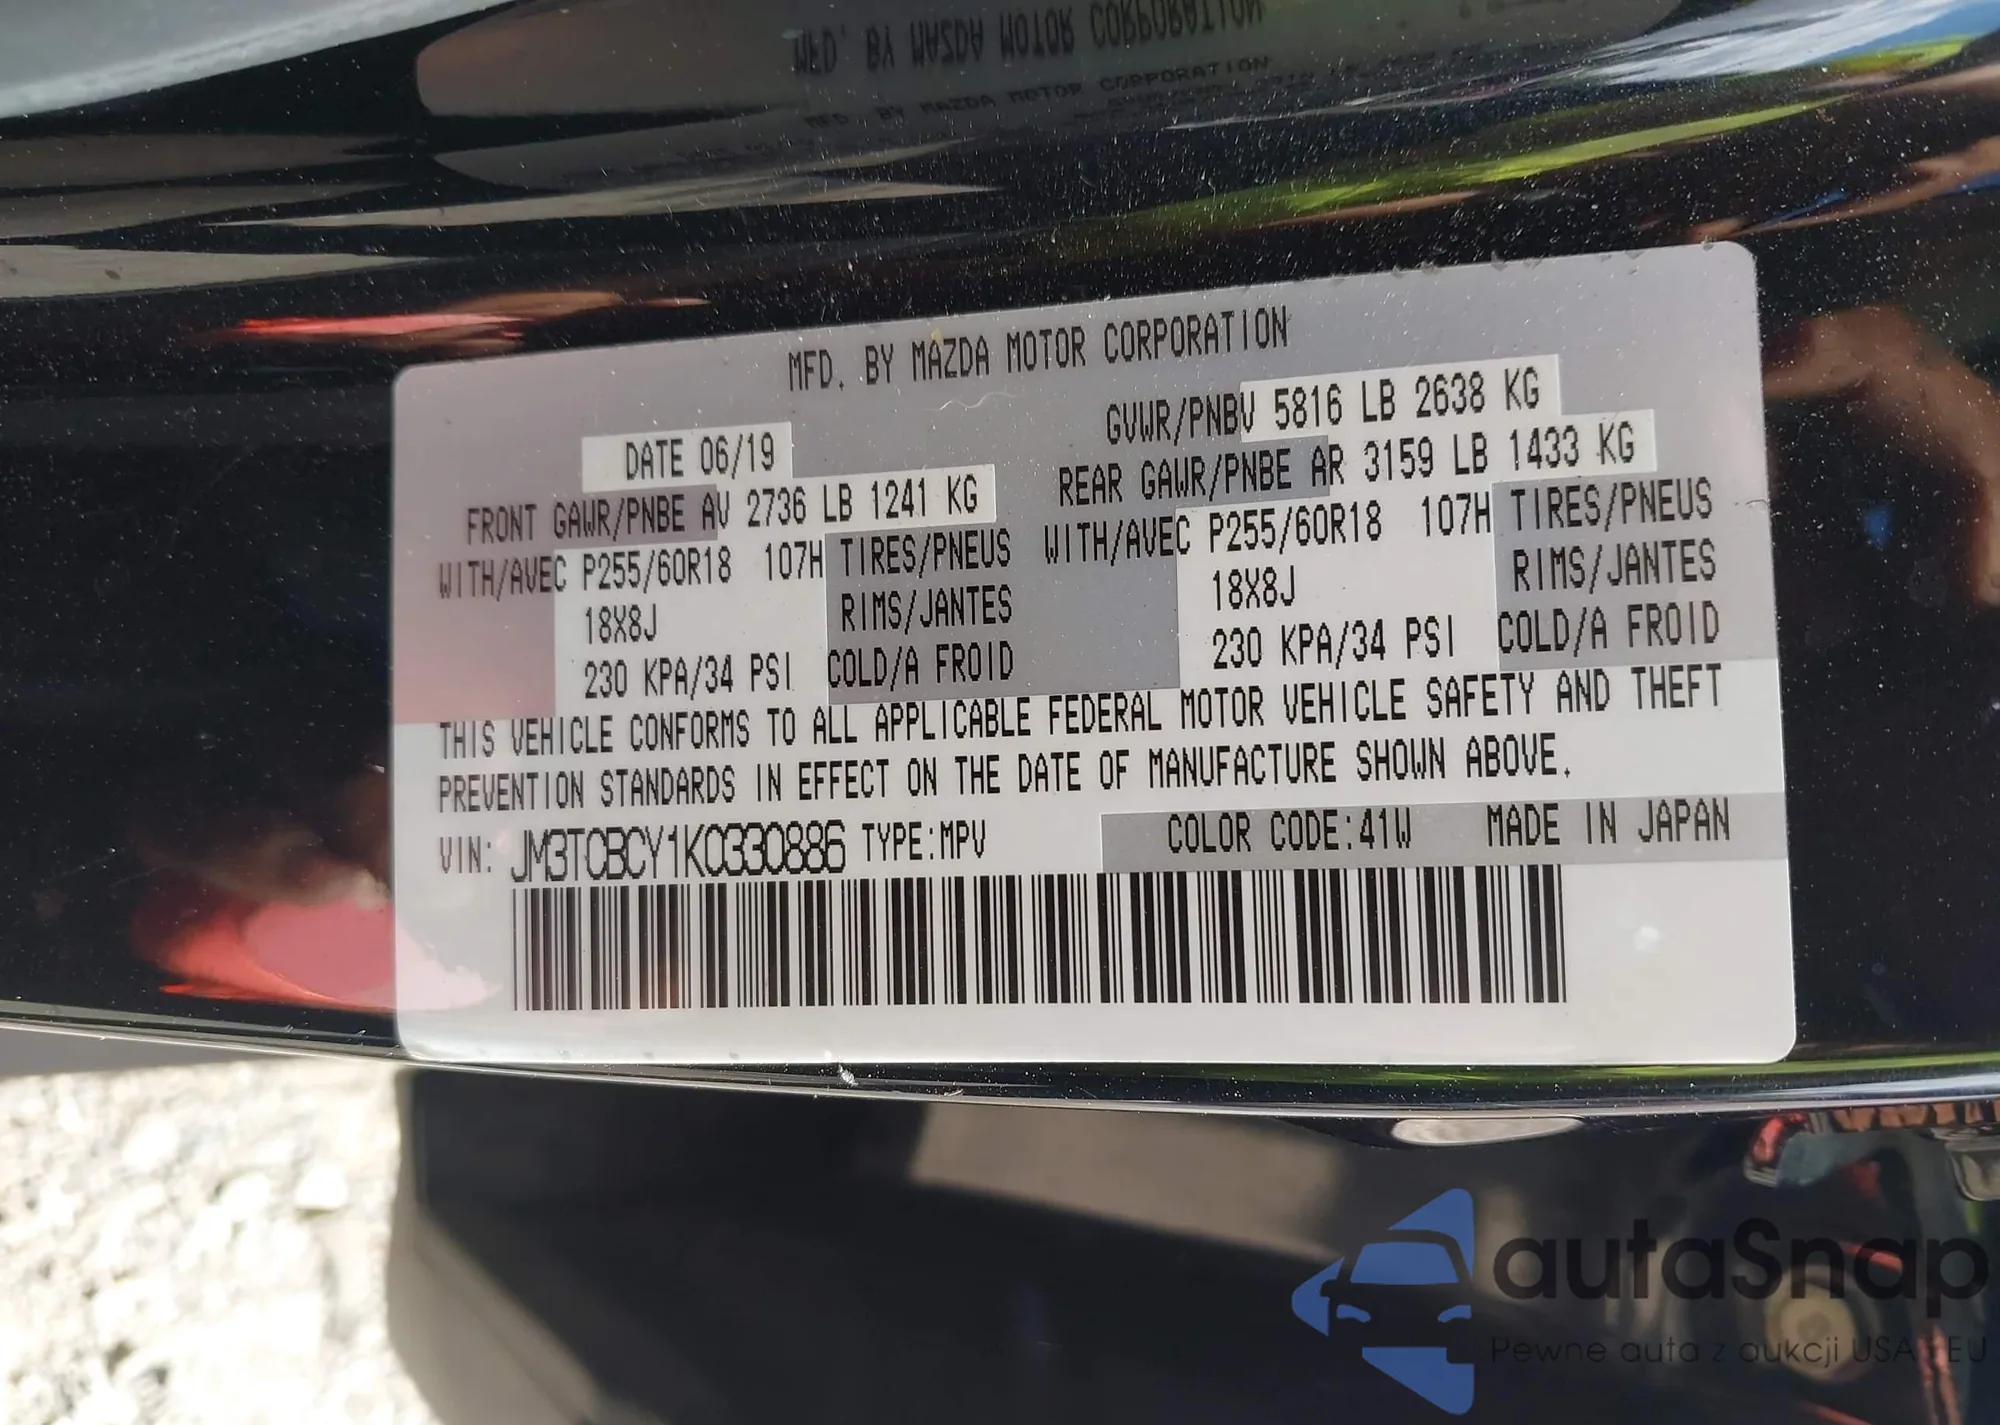 MFD. BY MAZDA MOTOR CORPORATION
MFD. BY MAZDA MOTOR CORPORATION
MFD. BY MAZDA MOTOR CORPORATION
GVWR/PNBV 5816 LB 2638 KG
DATE 06/19
FRONT GAWR/PNBE AV 2736 LB 1241 KG REAR GAWR/PNBE AR 3159 LB 1433 KG
WITH/AVEC P255/60R18 107H TIRES/PNEUS WITH/AVEC P255/60R18 107H TIRES/PNEUS
18X8J RIMS/JANTES 18X8J RIMS/JANTES
230 KPA/34 PSI COLD/A FROID 230 KPA/34 PSI COLD/A FROID
THIS VEHICLE CONFORMS TO ALL APPLICABLE FEDERAL MOTOR VEHICLE SAFETY AND THEFT
PREVENTION STANDARDS IN EFFECT ON THE DATE OF MANUFACTURE SHOWN ABOVE.
VIN: JM3TCBCY1K0330886 TYPE:MPV COLOR CODE:41W MADE IN JAPAN
autaSnap
Pewne auta z aukcji USA - EU